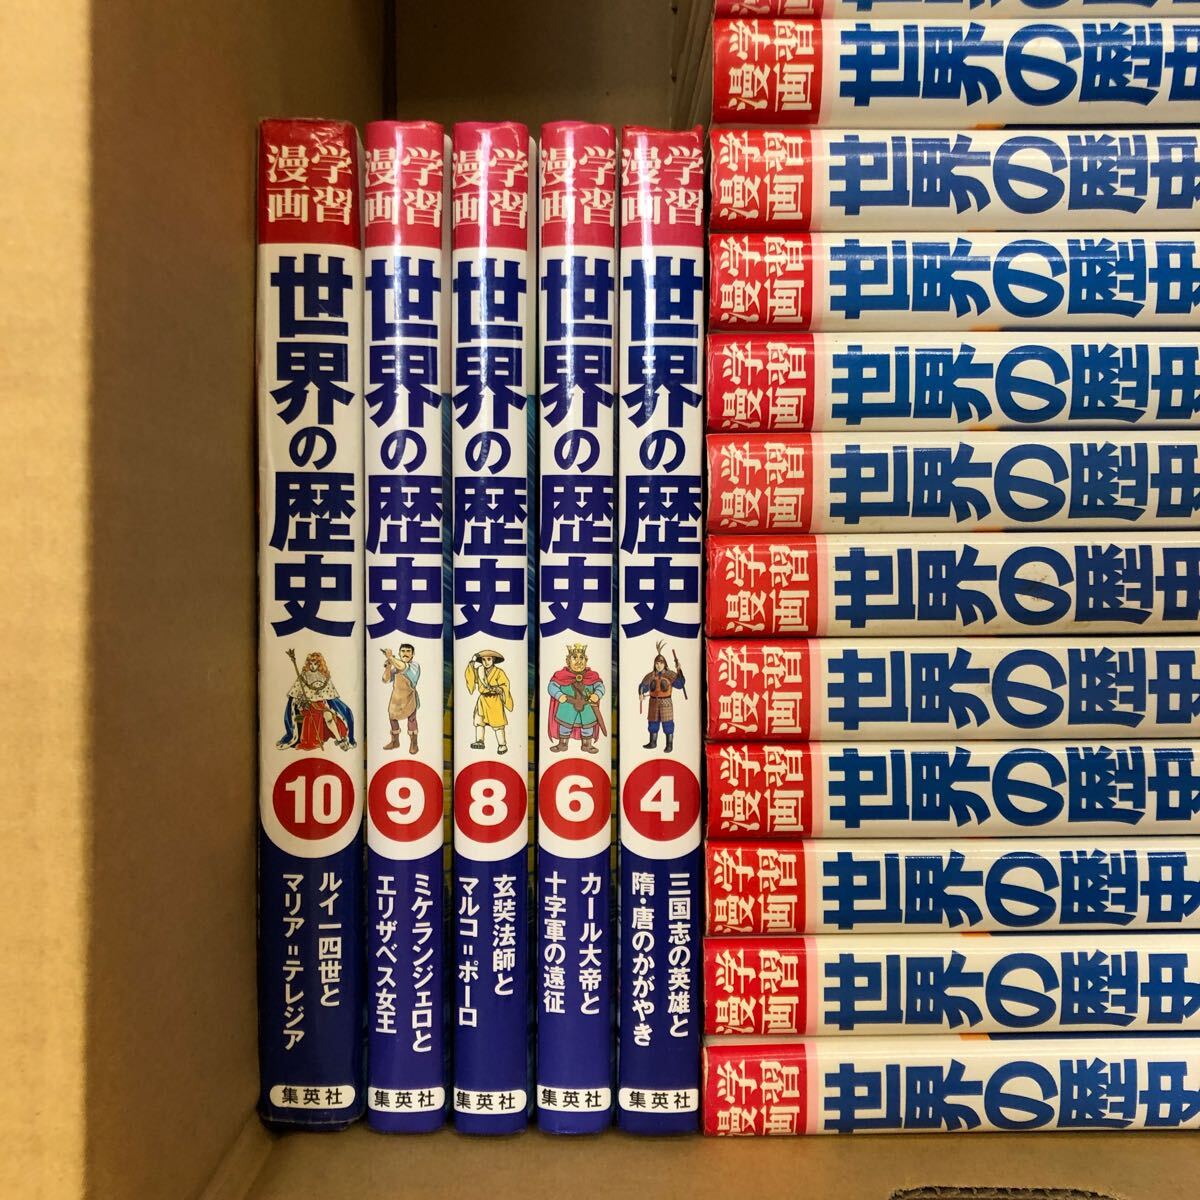 学習
漫画
世界の歴史
10
ルイ一四世と
マリア=テレジア
集英社
学習
漫画
世界の歴史
9
ミケランジェロと
エリザベス女王
集英社
学習
漫画
世界の歴史
8
玄奘法師と
マルコ=ポーロ
集英社
学習
漫画
世界の歴史
6
カール大帝と
十字軍の遠征
集英社
学習
漫画
世界の歴史
4
三国志の英雄と
隋・唐のかがやき
集英社
学習
漫画
世界の歴史
学習
漫画
世界の歴史
学習
漫画
世界の歴史
学習
漫画
世界の歴史
学習
漫画
世界の歴史
学習
漫画
世界の歴史
学習
漫画
世界の歴史
学習
漫画
世界の歴史
学習
漫画
世界の歴史
学習
漫画
世界の歴史
学習
漫画
世界の歴史